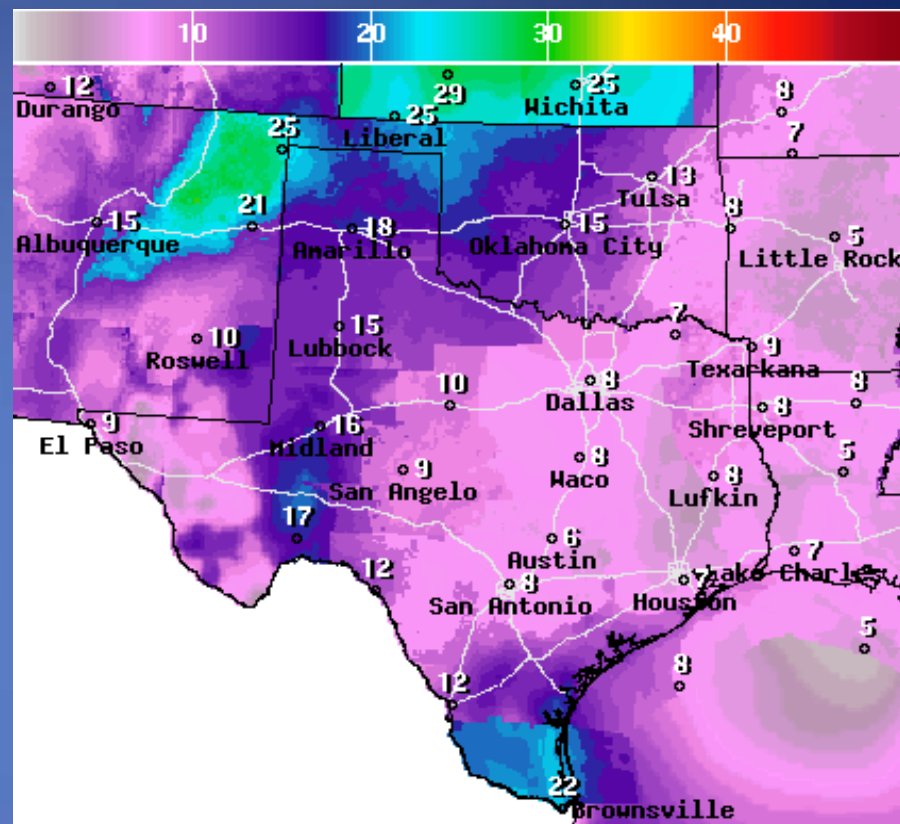 10 20 30 40
12
Durango
29
25
Wichita
8
25
Liberal
7
25
13
Tulsa
15
Albuquerque
21
18
Amarillo
15
Oklahoma City
8
5
Little Rock
10
Roswell
15
Lubbock
7
9
Texarkana
8
Dallas
10
8
Shreveport
8
9
El Paso
16
Midland
9
San Angelo
8
Waco
8
Lufkin
5
17
6
Austin
7
Lake Charles
12
8
San Antonio
7
Houston
5
8
12
22
Brownsville